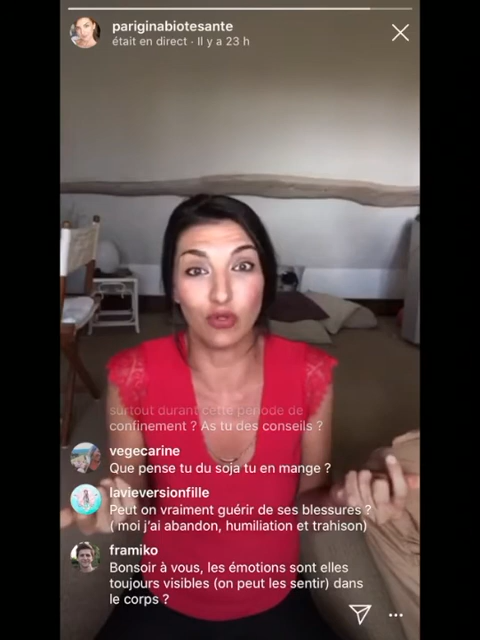 pariginabiotesante
était en direct · Il y a 23 h
surtout durant cette période de
confinement ? As tu des conseils ?
vegecarine
Que pense tu du soja tu en mange ?
lavieversionfille
Peut on vraiment guérir de ses blessures ?
( moi j'ai abandon, humiliation et trahison)
framiko
Bonsoir à vous, les émotions sont elles
toujours visibles (on peut les sentir) dans
le corps ?